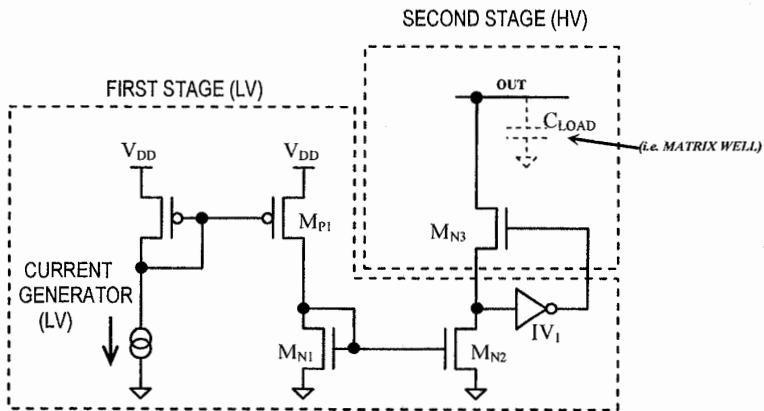 SECOND STAGE (HV)
FIRST STAGE (LV)
OUT
C_LOAD
(i.e. MATRIX WELL)
V_DD
V_DD
M_P1
M_N3
CURRENT
GENERATOR
(LV)
M_N1
M_N2
IV_1